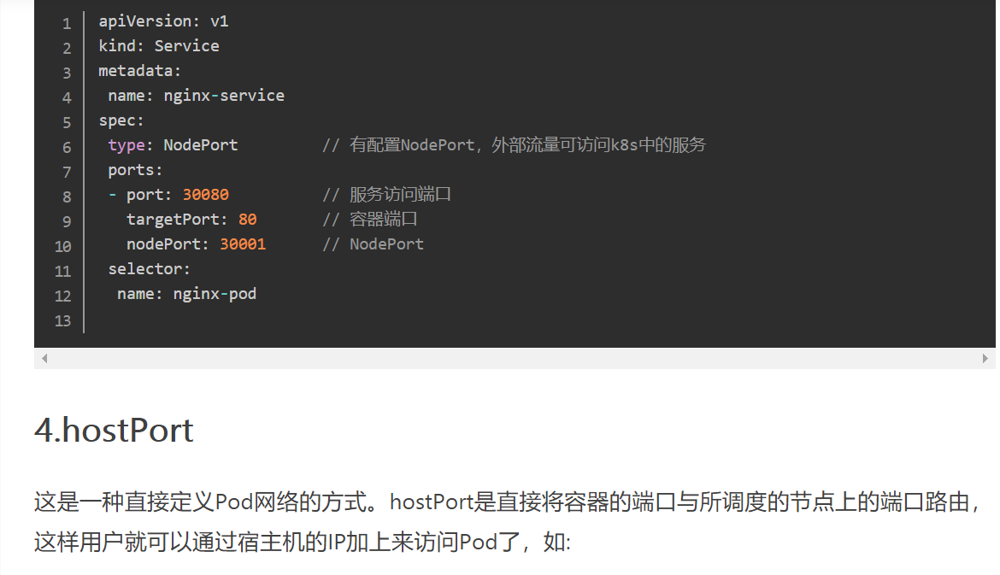 1 apiVersion: v1
2 kind: Service
3 metadata:
4  name: nginx-service
5 spec:
6  type: NodePort         // 有配置NodePort，外部流量可访问k8s中的服务
7  ports:
8  - port: 30080          // 服务访问端口
9    targetPort: 80       // 容器端口
10    nodePort: 30001      // NodePort
11  selector:
12   name: nginx-pod
13
4.hostPort
这是一种直接定义Pod网络的方式。hostPort是直接将容器的端口与所调度的节点上的端口路由，
这样用户就可以通过宿主机的IP加上来访问Pod了，如: